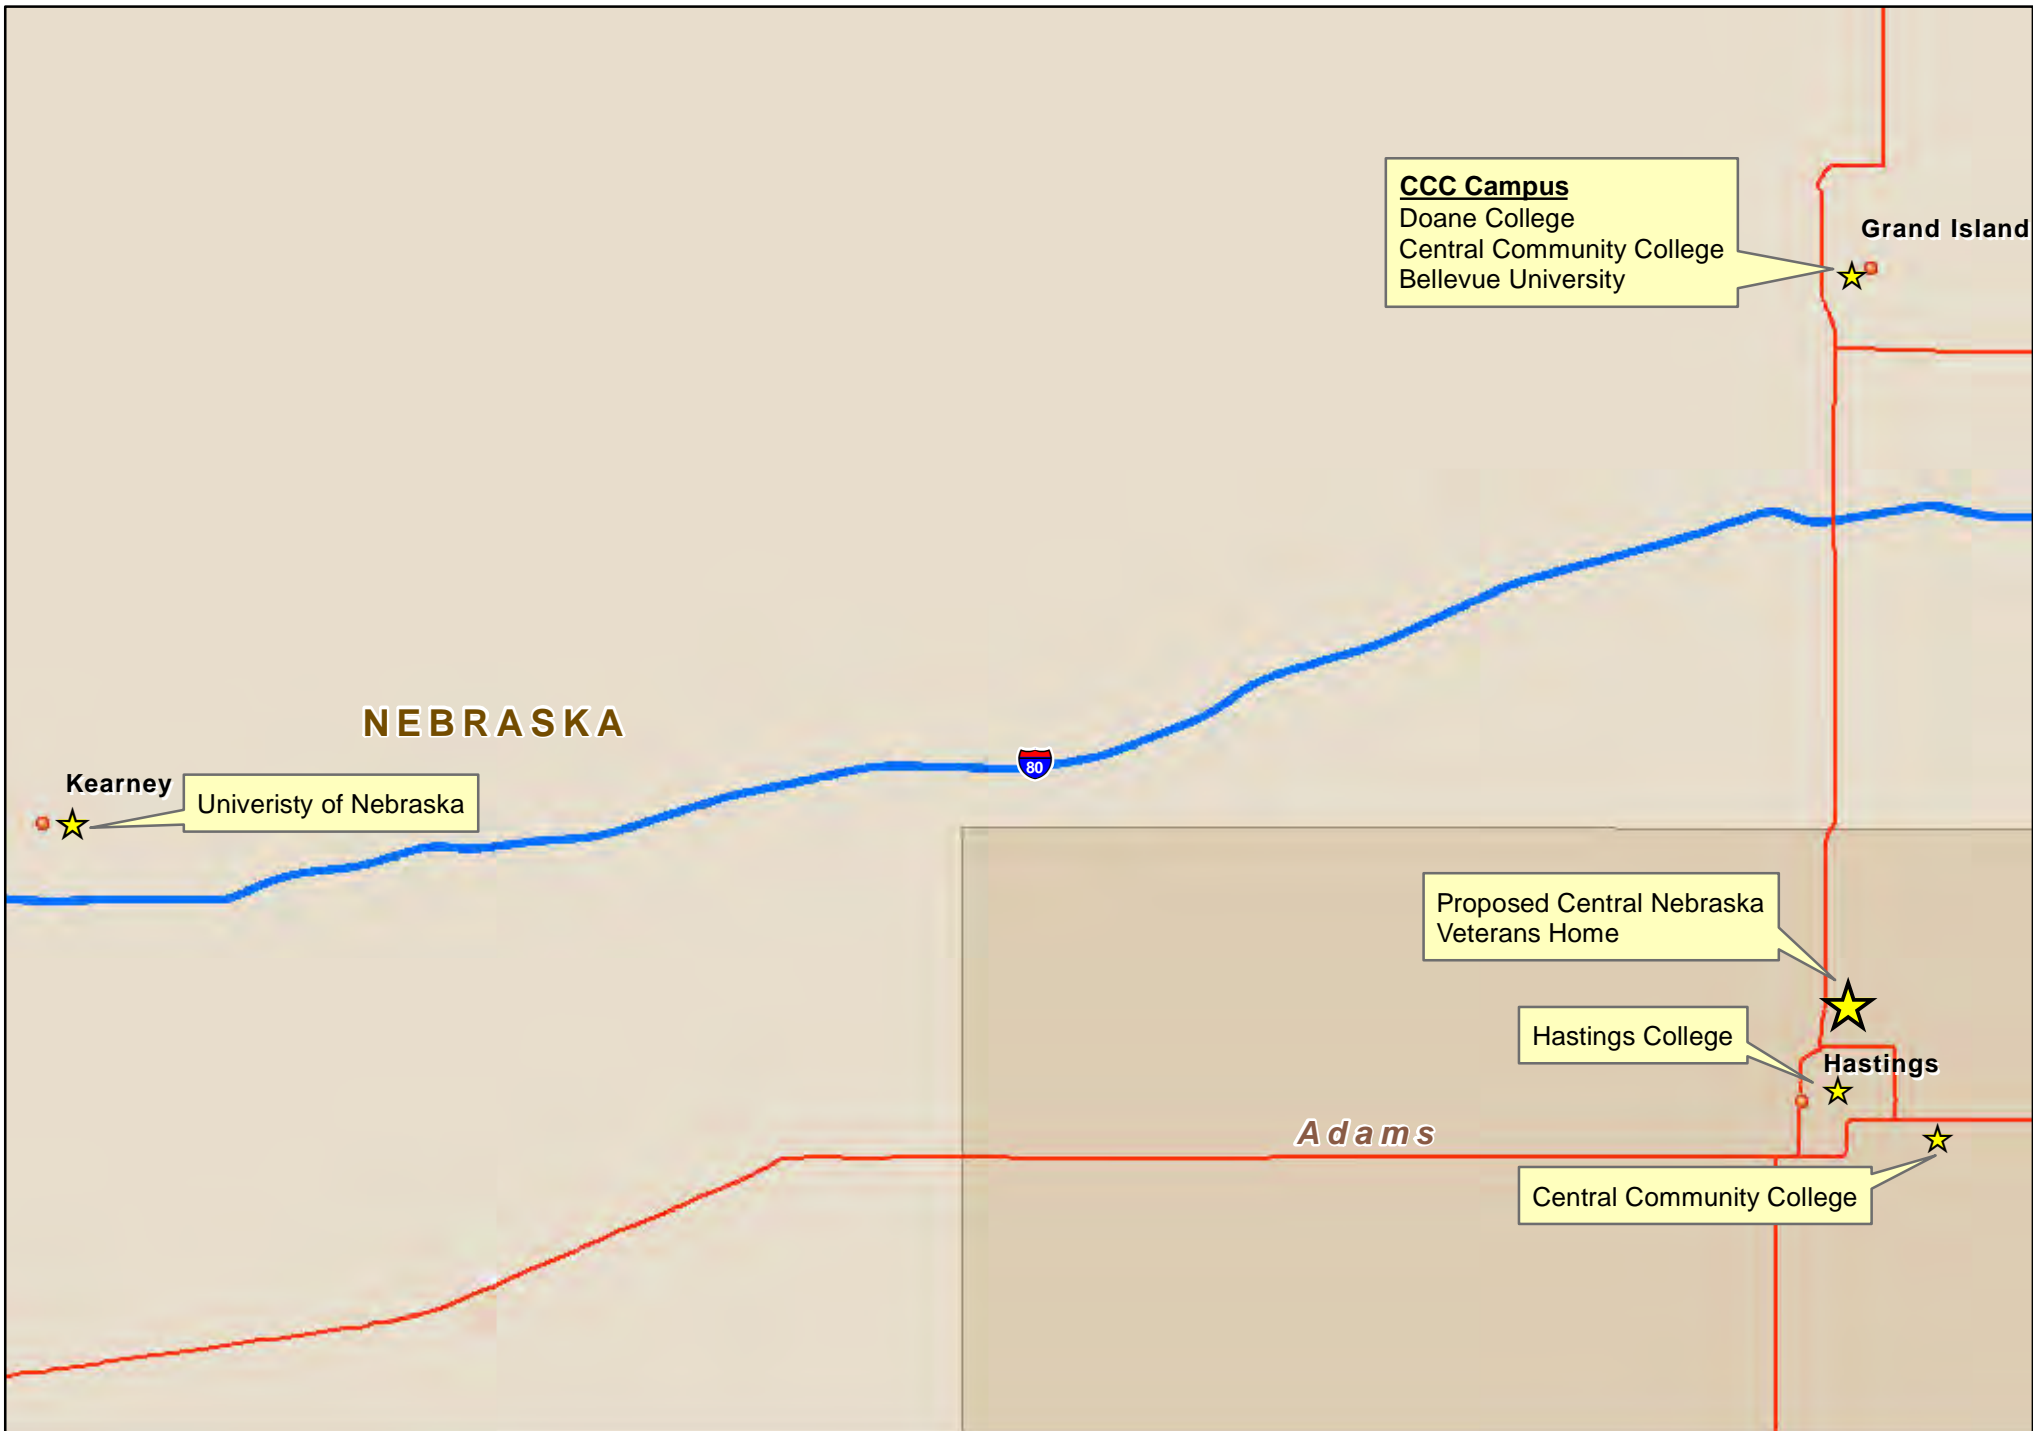 CCC Campus
Doane College
Central Community College
Bellevue University
Grand Island
NEBRASKA
80
Kearney
Univeristy of Nebraska
Proposed Central Nebraska
Veterans Home
Hastings College
Hastings
Adams
Central Community College